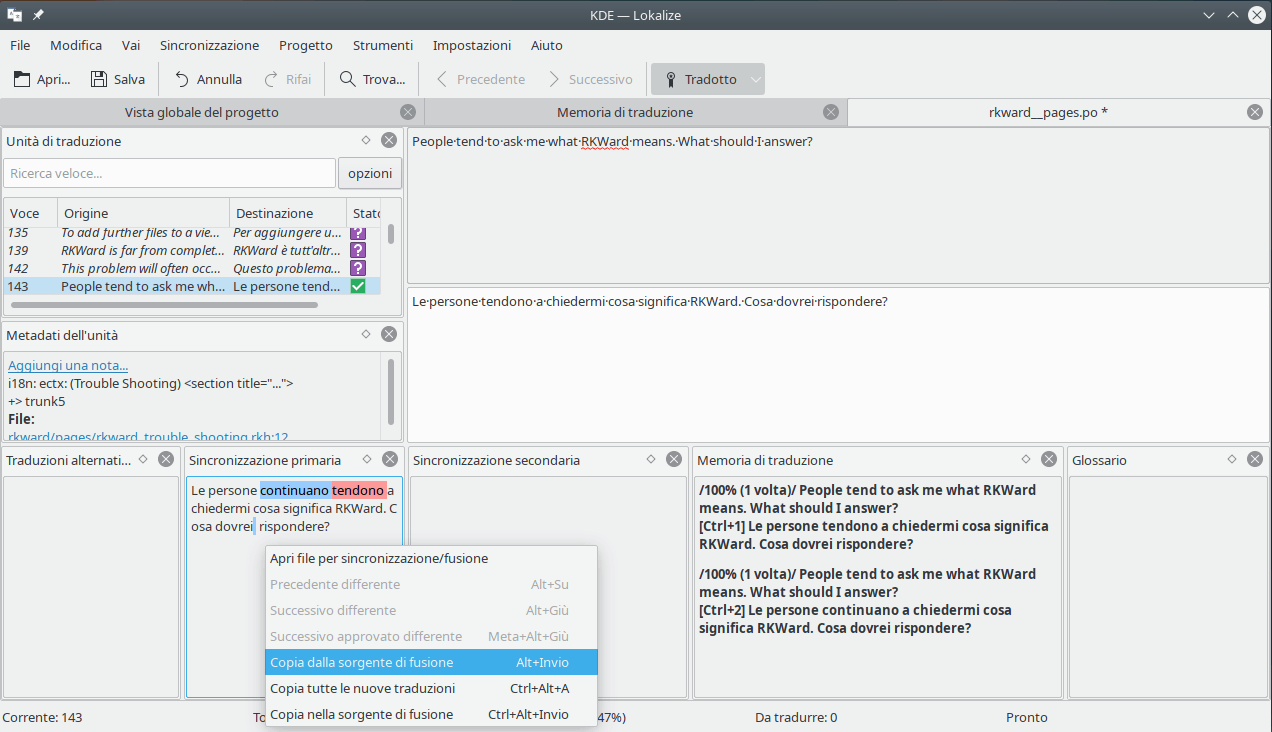 KDE — Lokalize
File Modifica Vai Sincronizzazione Progetto Strumenti Impostazioni Aiuto
Apri... Salva Annulla Rifai Trova... Precedente Successivo Tradotto
Vista globale del progetto Memoria di traduzione rkward__pages.po *
Unità di traduzione
Ricerca veloce... opzioni
Voce Origine Destinazione Stato
135 To add further files to a vie... Per aggiungere u...
139 RKWard is far from complet... RKWard è tutt'altr...
142 This problem will often occ... Questo problema...
143 People tend to ask me wh... Le persone tend...
People·tend·to·ask·me·what·RKWard·means.·What·should·I·answer?
Le·persone·tendono·a·chiedermi·cosa·significa·RKWard.·Cosa·dovrei·rispondere?
Metadati dell'unità
Aggiungi una nota...
i18n: ectx: (Trouble Shooting) <section title="...">
+> trunk5
File:
rkward/pages/rkward_trouble_shooting.rkh:12
Traduzioni alternati...
Sincronizzazione primaria
Le persone continuano tendono a
chiedermi cosa significa RKWard. C
osa dovrei rispondere?
Apri file per sincronizzazione/fusione
Precedente differente Alt+Su
Successivo differente Alt+Giù
Successivo approvato differente Meta+Alt+Giù
Copia dalla sorgente di fusione Alt+Invio
Copia tutte le nuove traduzioni Ctrl+Alt+A
Copia nella sorgente di fusione Ctrl+Alt+Invio
Sincronizzazione secondaria
Memoria di traduzione
/100% (1 volta)/ People tend to ask me what RKWard
means. What should I answer?
[Ctrl+1] Le persone tendono a chiedermi cosa significa
RKWard. Cosa dovrei rispondere?
/100% (1 volta)/ People tend to ask me what RKWard
means. What should I answer?
[Ctrl+2] Le persone continuano a chiedermi cosa
significa RKWard. Cosa dovrei rispondere?
Glossario
Corrente: 143 To 47%) Da tradurre: 0 Pronto